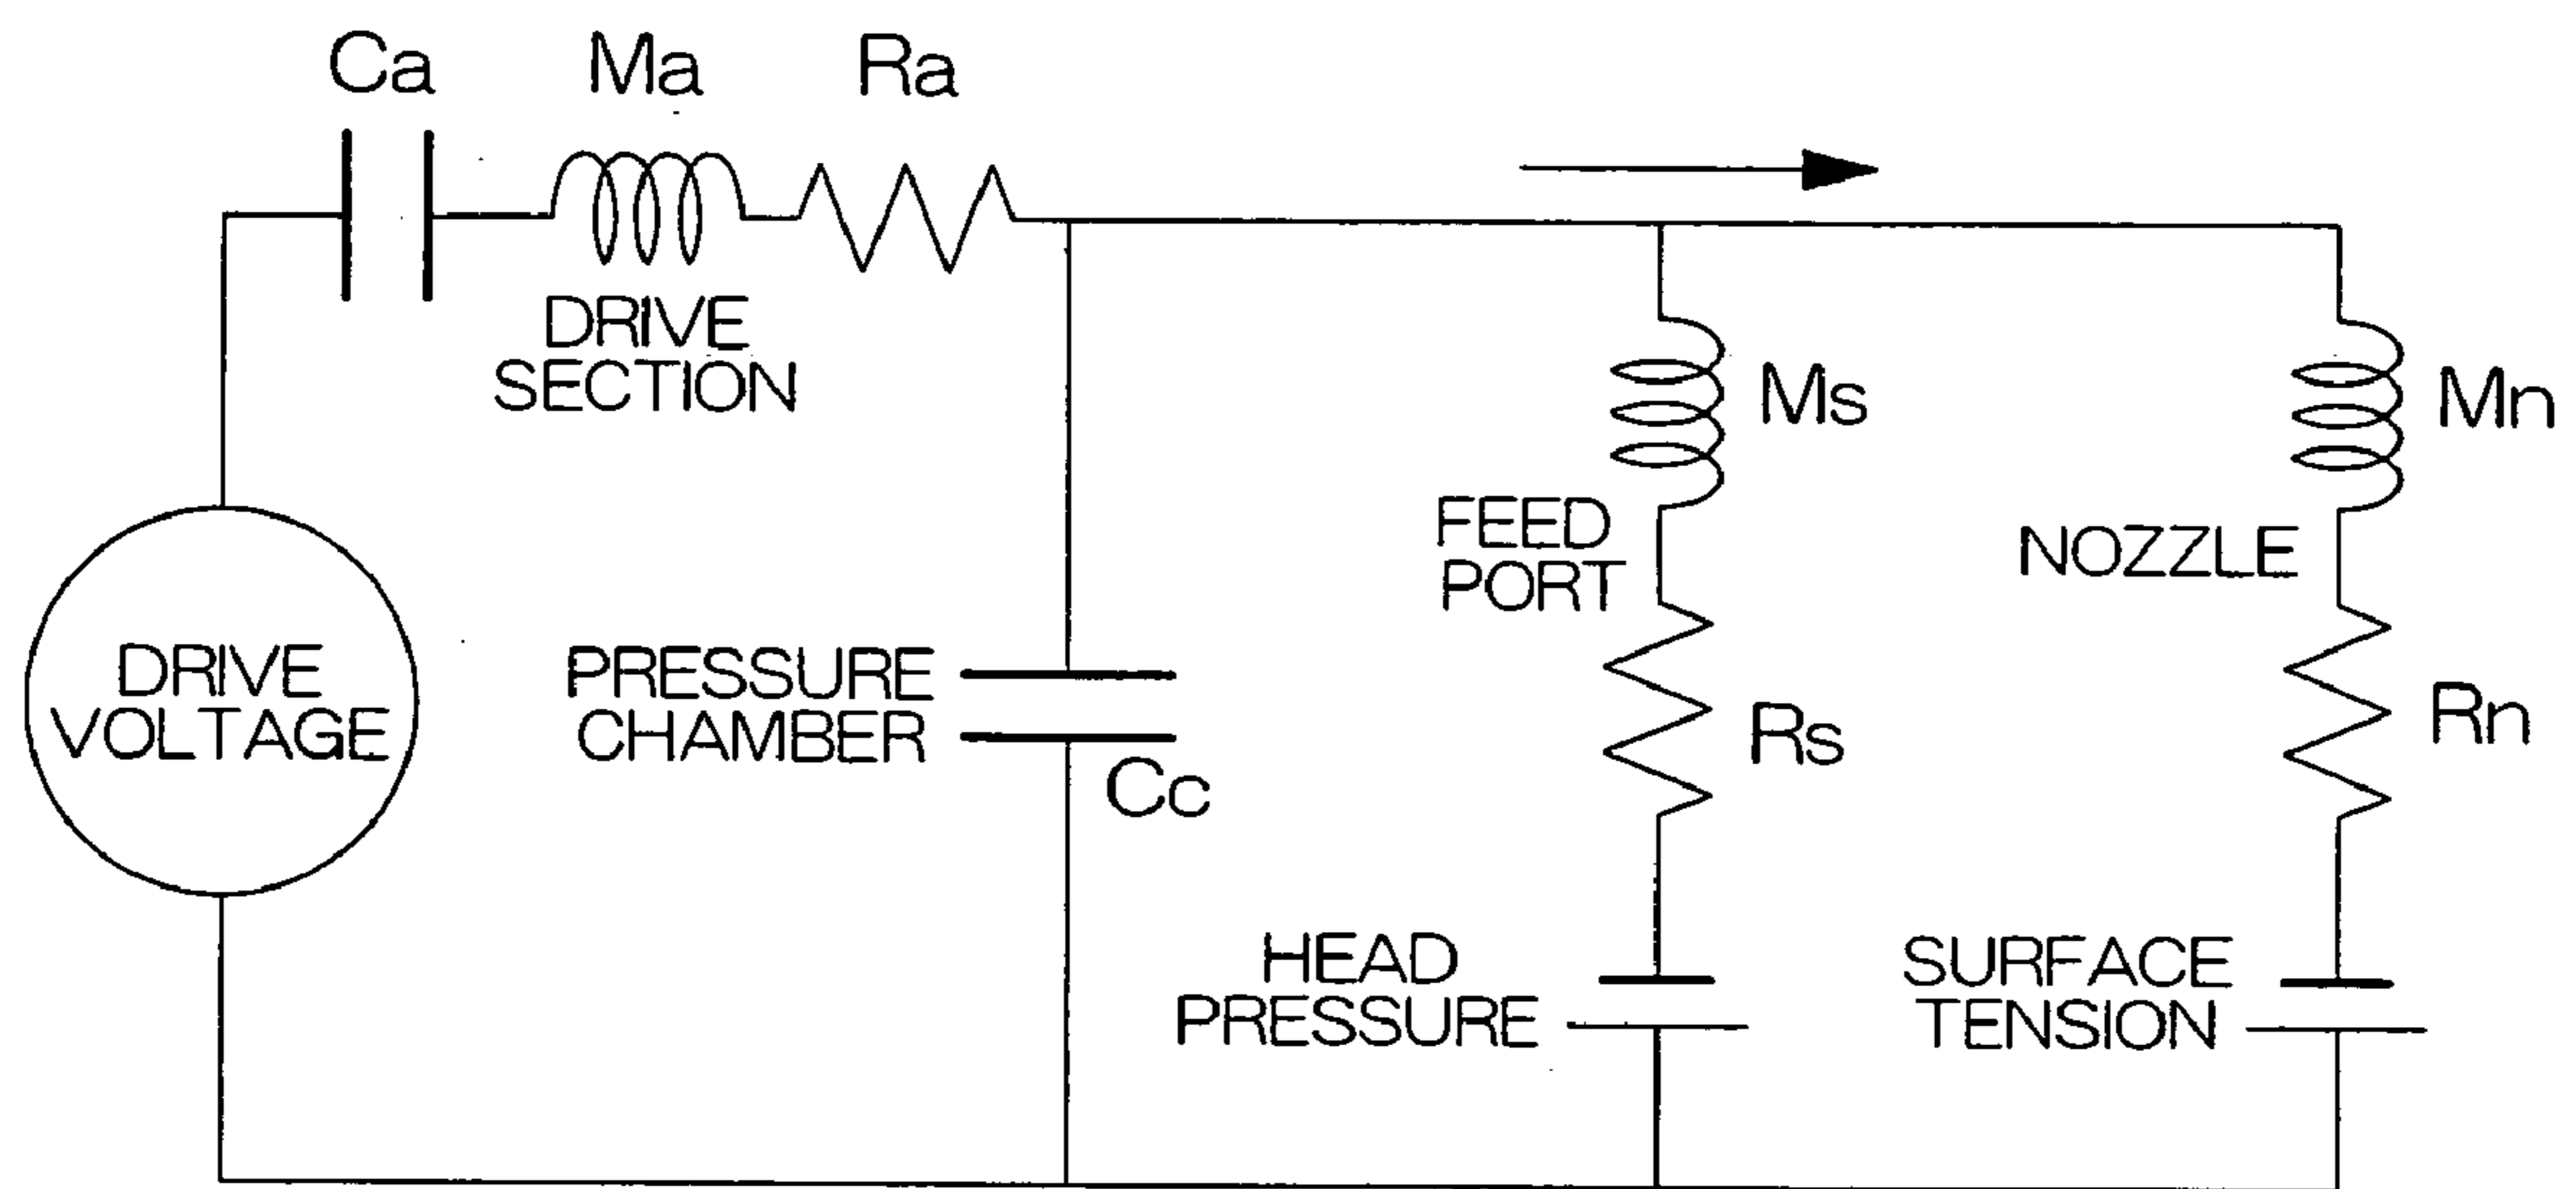 Ca
Ma
Ra
DRIVE
SECTION
Ms
Mn
FEED
PORT
NOZZLE
DRIVE
VOLTAGE
PRESSURE
CHAMBER
Cc
Rs
Rn
HEAD
PRESSURE
SURFACE
TENSION